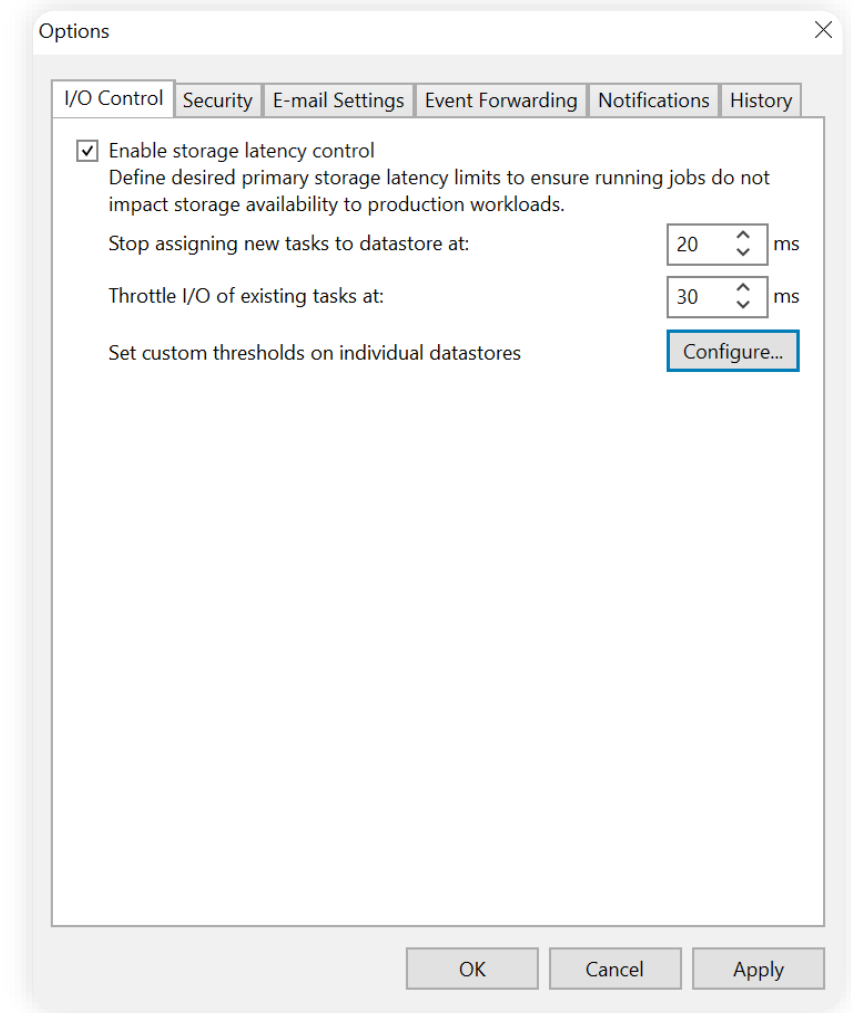 Options
I/O Control Security E-mail Settings Event Forwarding Notifications History
Enable storage latency control
Define desired primary storage latency limits to ensure running jobs do not
impact storage availability to production workloads.
Stop assigning new tasks to datastore at: 20 ms
Throttle I/O of existing tasks at: 30 ms
Set custom thresholds on individual datastores Configure...
OK Cancel Apply